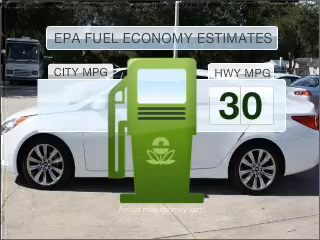 EPA FUEL ECONOMY ESTIMATES
CITY MPG
HWY MPG
30
Actual mileage may vary.